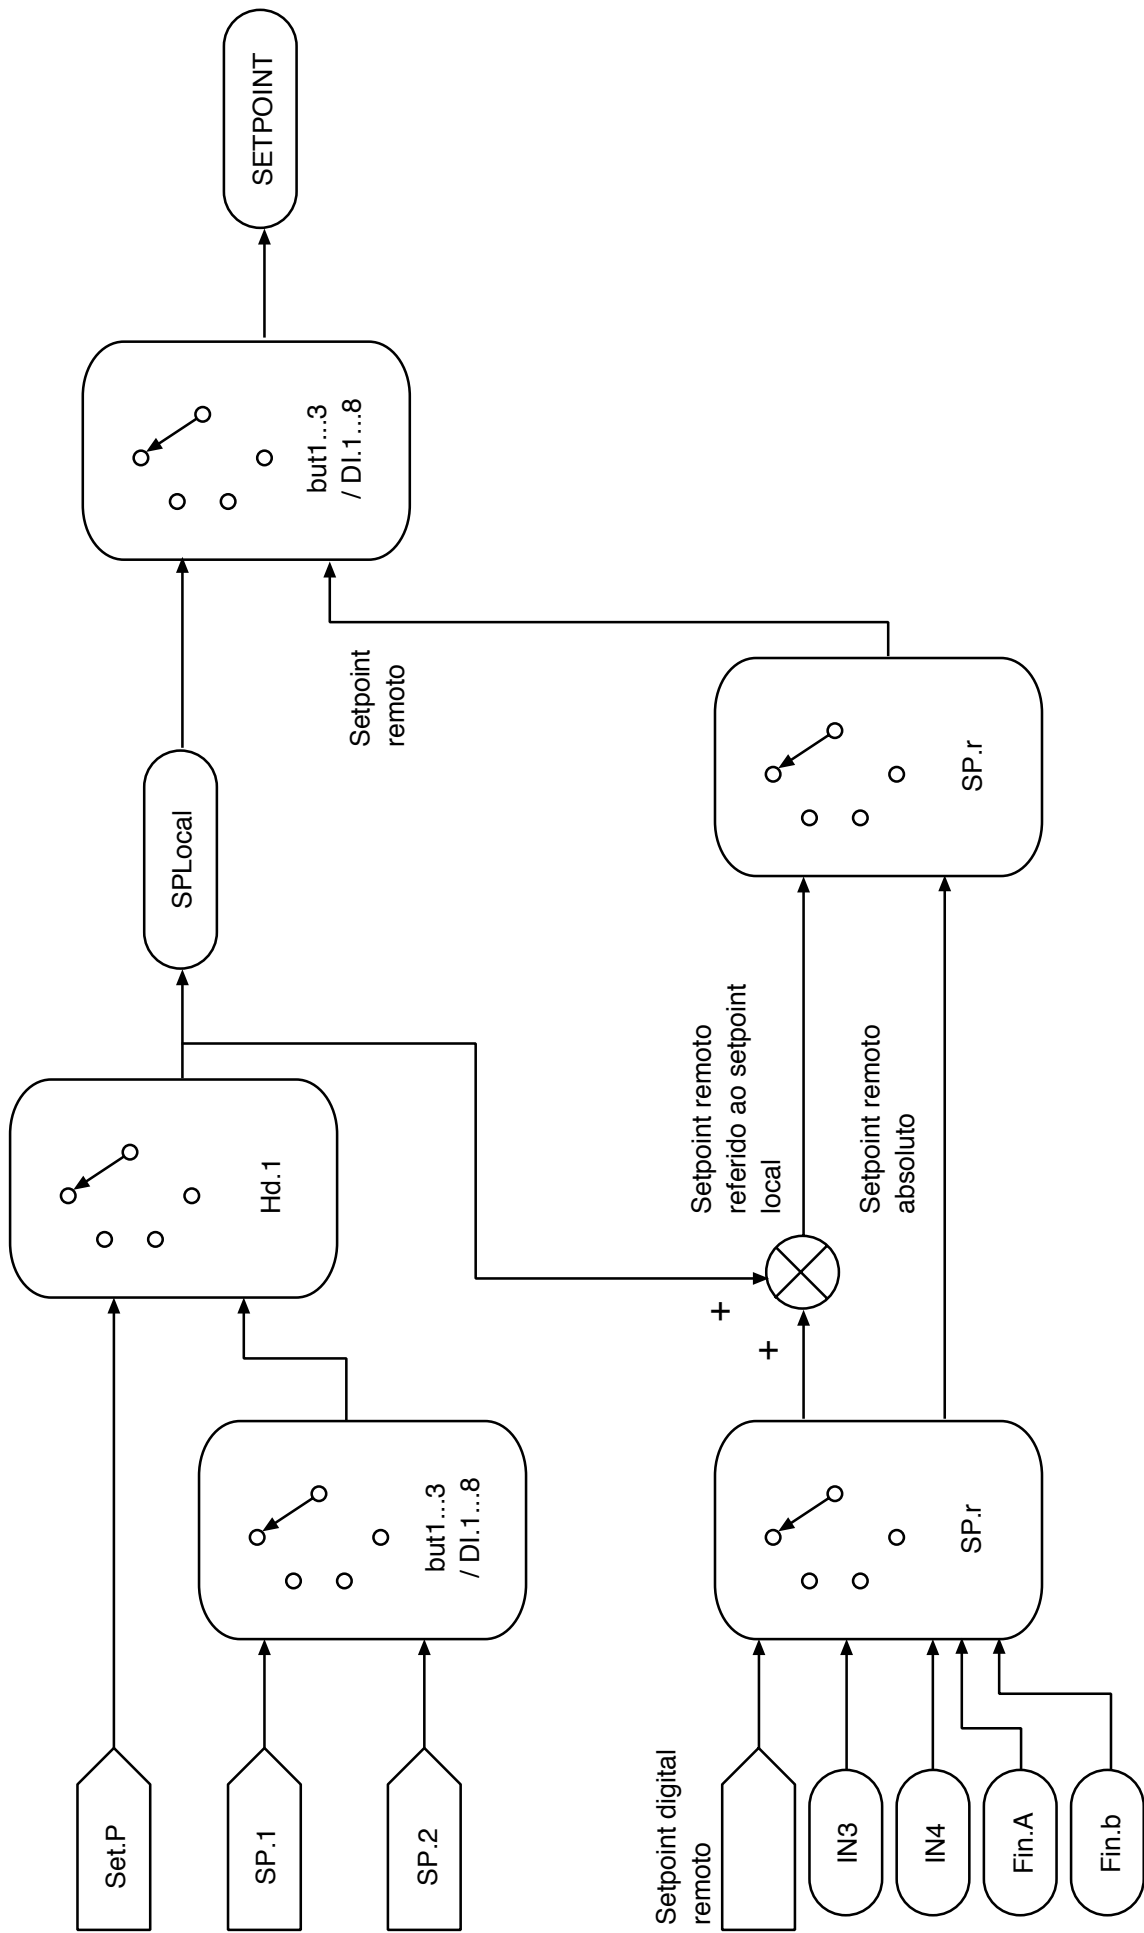 Set.P
SP.1
SP.2
but1...3
/ DI.1...8
Hd.1
SPLocal
but1...3
/ DI.1...8
SETPOINT
Setpoint
remoto
Setpoint digital
remoto
IN3
IN4
Fin.A
Fin.b
SP.r
+
+
Setpoint remoto
referido ao setpoint
local
Setpoint remoto
absoluto
SP.r